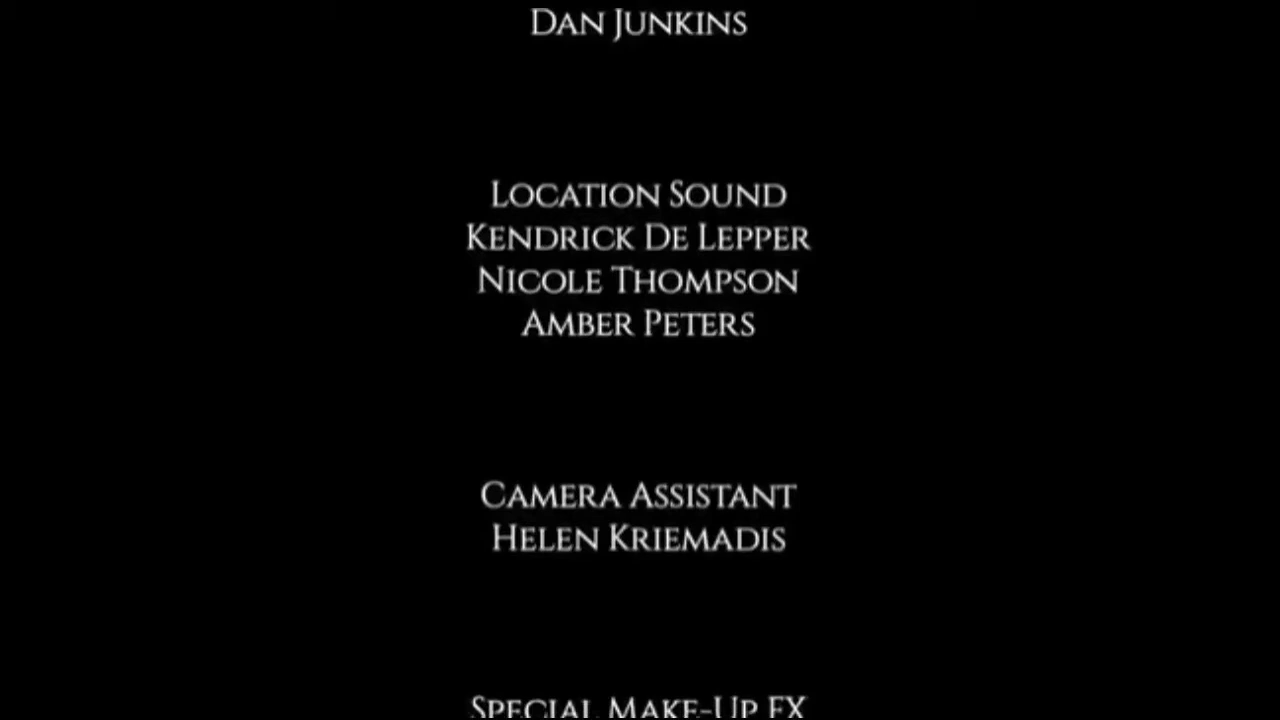 Dan Junkins
Location Sound
Kendrick De Lepper
Nicole Thompson
Amber Peters
Camera Assistant
Helen Kriemadis
Special Make-Up FX